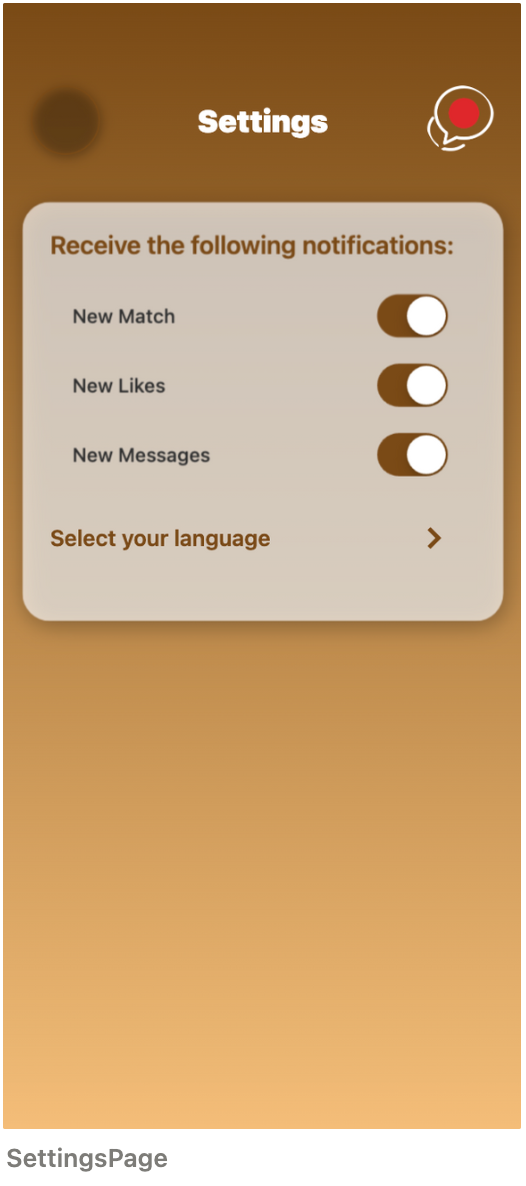 Settings
Receive the following notifications:
New Match
New Likes
New Messages
Select your language
SettingsPage